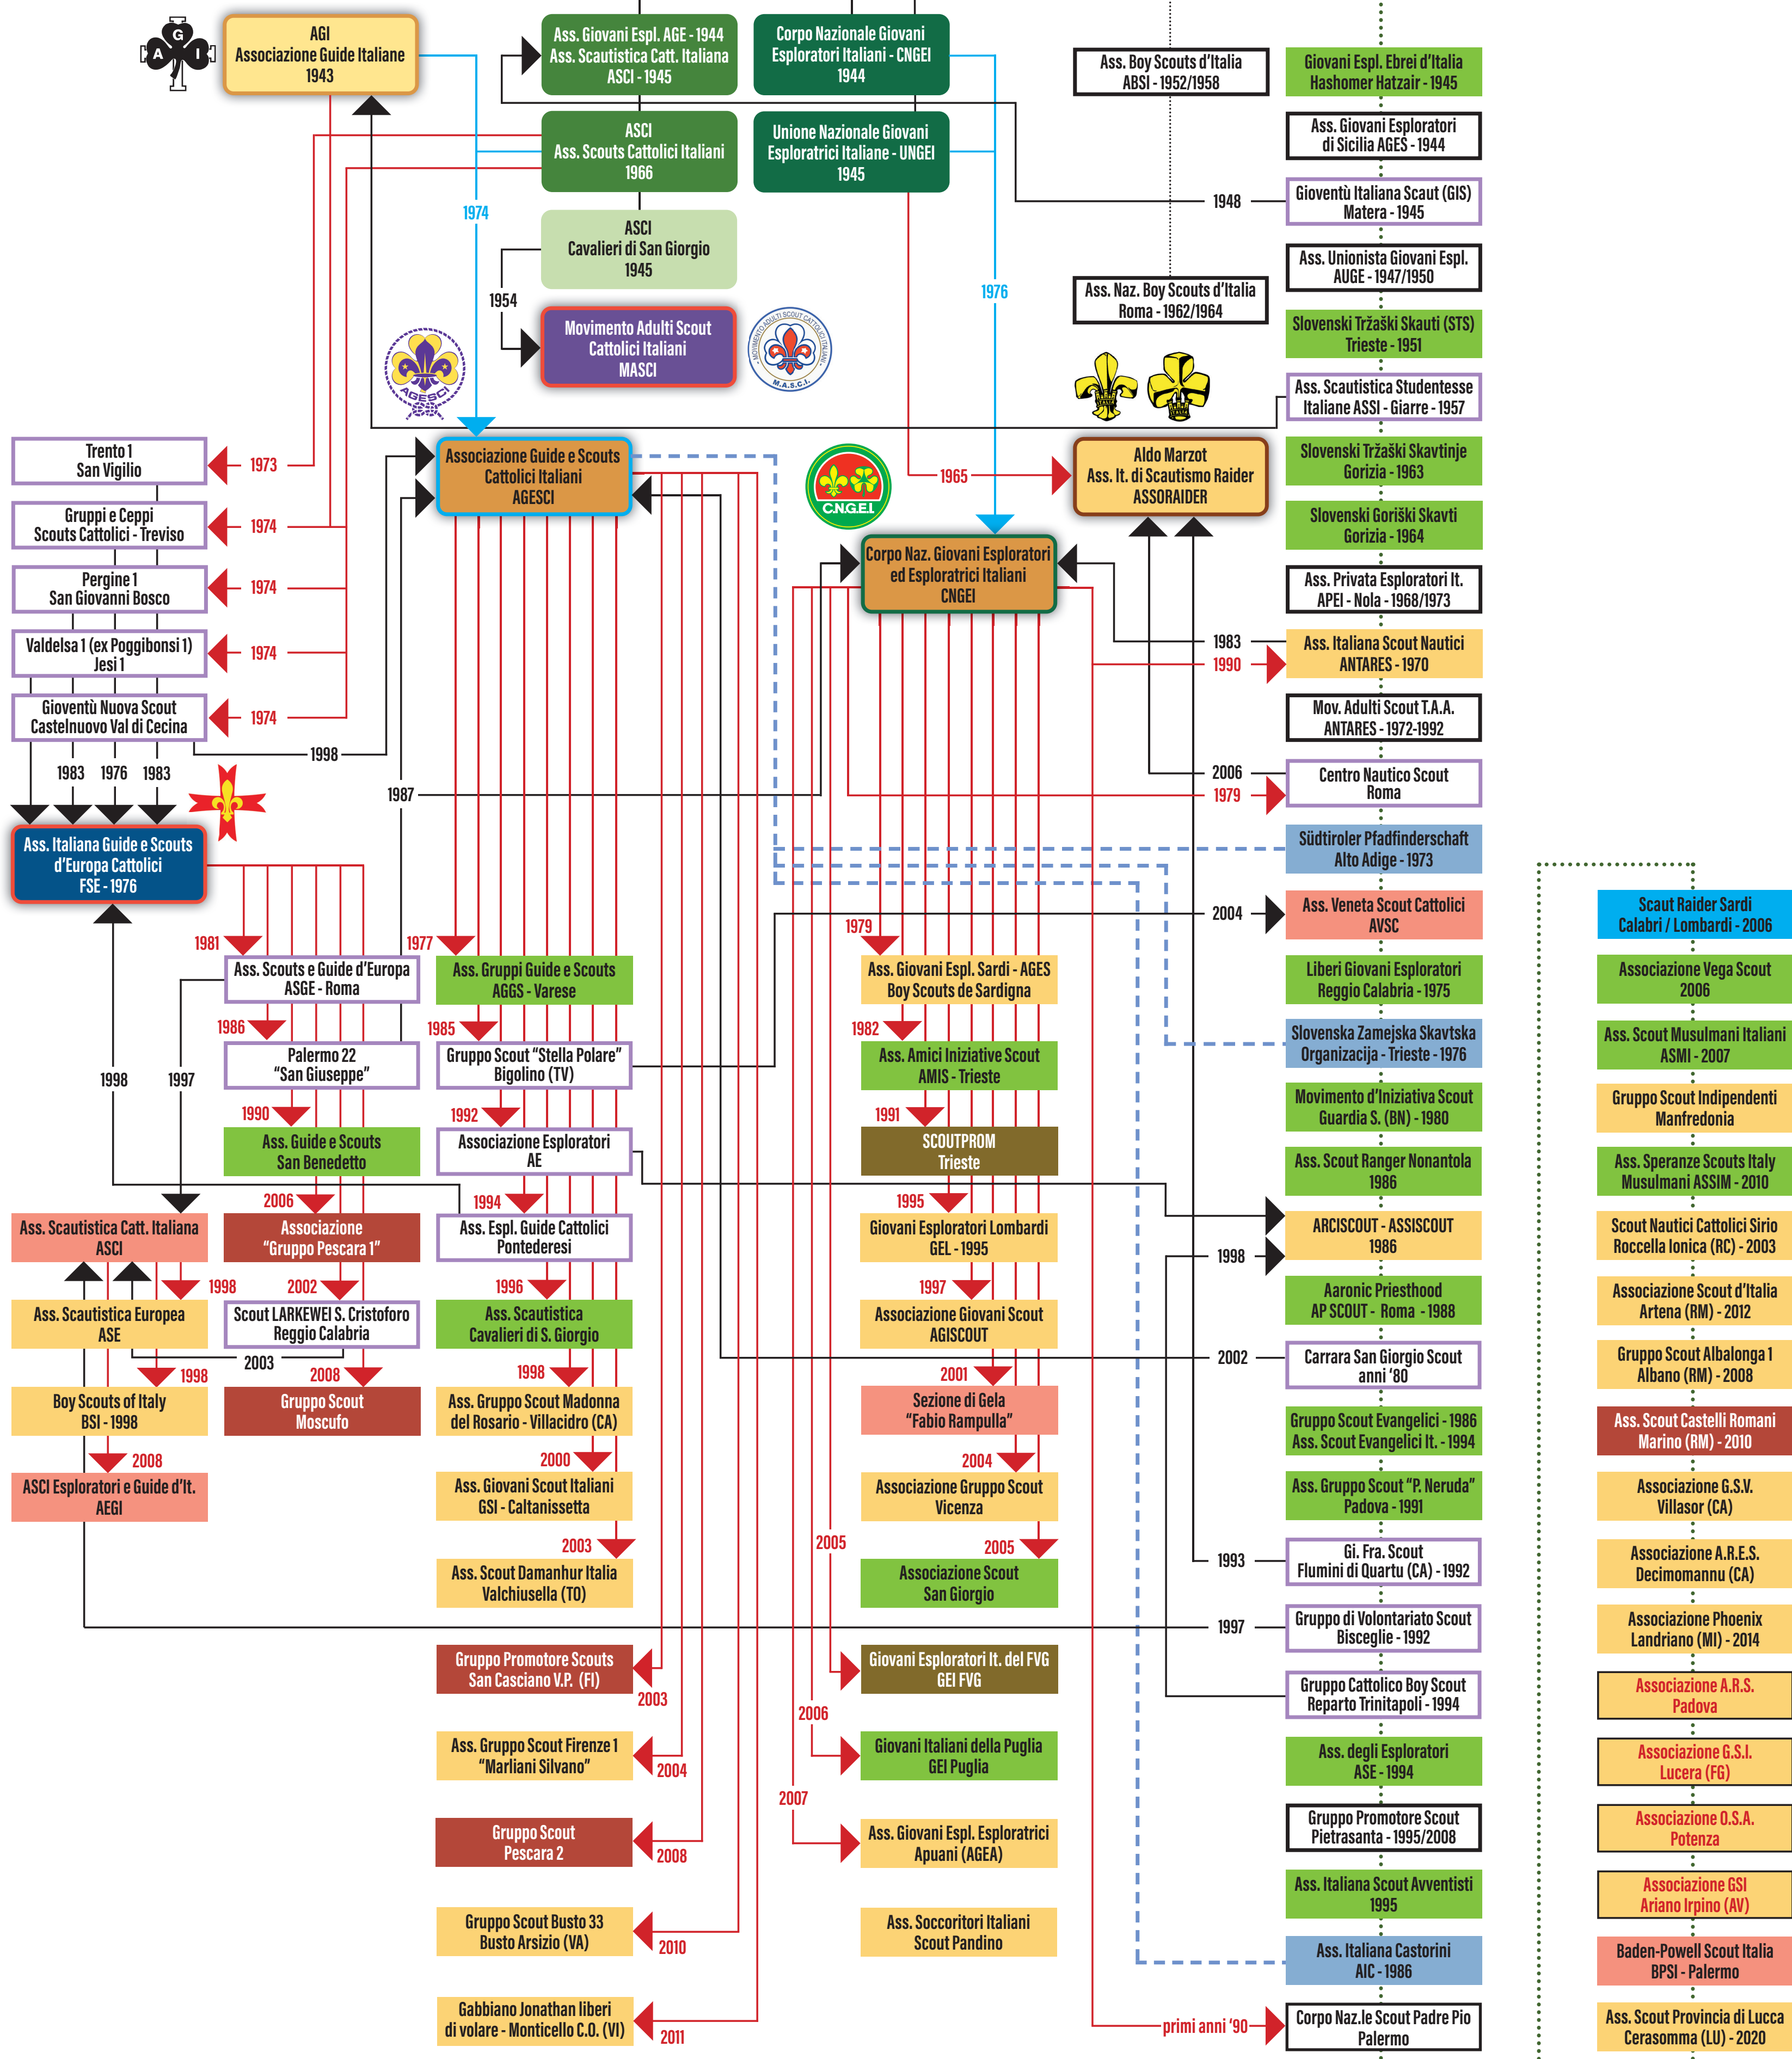 AGI
AGI
Associazione Guide Italiane
1943
Ass. Giovani Espl. AGE - 1944
Ass. Scautistica Catt. Italiana
ASCI - 1945
Corpo Nazionale Giovani
Esploratori Italiani - CNGEI
1944
Ass. Boy Scouts d'Italia
ABSI - 1952/1958
Giovani Espl. Ebrei d'Italia
Hashomer Hatzair - 1945
ASCI
Ass. Scouts Cattolici Italiani
1966
Unione Nazionale Giovani
Esploratrici Italiane - UNGEI
1945
Ass. Giovani Esploratori
di Sicilia AGES - 1944
1974
1948
Gioventù Italiana Scaut (GIS)
Matera - 1945
ASCI
Cavalieri di San Giorgio
1945
Ass. Unionista Giovani Espl.
AUGE - 1947/1950
1954
1976
Ass. Naz. Boy Scouts d'Italia
Roma - 1962/1964
Movimento Adulti Scout
Cattolici Italiani
MASCI
MOVIMENTO ADULTI SCOUT CATTOLICI ITALIANI
M.A.S.C.I.
AGESCI
Slovenski Tržaški Skauti (STS)
Trieste - 1951
Ass. Scautistica Studentesse
Italiane ASSI - Giarre - 1957
Trento 1
San Vigilio
1973
Associazione Guide e Scouts
Cattolici Italiani
AGESCI
C.N.G.E.I.
1965
Aldo Marzot
Ass. It. di Scautismo Raider
ASSORAIDER
Slovenski Tržaški Skavtinje
Gorizia - 1963
Gruppi e Ceppi
Scouts Cattolici - Treviso
1974
Slovenski Goriški Skavti
Gorizia - 1964
Pergine 1
San Giovanni Bosco
1974
Corpo Naz. Giovani Esploratori
ed Esploratrici Italiani
CNGEI
Ass. Privata Esploratori It.
APEI - Nola - 1968/1973
Valdelsa 1 (ex Poggibonsi 1)
Jesi 1
1974
1983
1990
Ass. Italiana Scout Nautici
ANTARES - 1970
Gioventù Nuova Scout
Castelnuovo Val di Cecina
1974
Mov. Adulti Scout T.A.A.
ANTARES - 1972-1992
1998
1983
1976
1983
1987
2006
1979
Centro Nautico Scout
Roma
Ass. Italiana Guide e Scouts
d'Europa Cattolici
FSE - 1976
Südtiroler Pfadfinderschaft
Alto Adige - 1973
1981
1977
1979
2004
Ass. Veneta Scout Cattolici
AVSC
Scaut Raider Sardi
Calabri / Lombardi - 2006
Ass. Scouts e Guide d'Europa
ASGE - Roma
Ass. Gruppi Guide e Scouts
AGGS - Varese
Ass. Giovani Espl. Sardi - AGES
Boy Scouts de Sardigna
Liberi Giovani Esploratori
Reggio Calabria - 1975
Associazione Vega Scout
2006
1986
1985
1982
Palermo 22
"San Giuseppe"
Gruppo Scout "Stella Polare"
Bigolino (TV)
Ass. Amici Iniziative Scout
AMIS - Trieste
Slovenska Zamejska Skavtska
Organizacija - Trieste - 1976
Ass. Scout Musulmani Italiani
ASMI - 2007
1998
1997
1990
1992
1991
Movimento d'Iniziativa Scout
Guardia S. (BN) - 1980
Gruppo Scout Indipendenti
Manfredonia
Ass. Guide e Scouts
San Benedetto
Associazione Esploratori
AE
SCOUTPROM
Trieste
Ass. Scout Ranger Nonantola
1986
Ass. Speranze Scouts Italy
Musulmani ASSIM - 2010
2006
1994
1995
Ass. Scautistica Catt. Italiana
ASCI
Associazione
"Gruppo Pescara 1"
Ass. Espl. Guide Cattolici
Pontederesi
Giovani Esploratori Lombardi
GEL - 1995
1998
ARCISCOUT - ASSISCOUT
1986
Scout Nautici Cattolici Sirio
Roccella Ionica (RC) - 2003
1998
2002
1996
1997
Ass. Scautistica Europea
ASE
Scout LARKEWEI S. Cristoforo
Reggio Calabria
Ass. Scautistica
Cavalieri di S. Giorgio
Associazione Giovani Scout
AGISCOUT
Aaronic Priesthood
AP SCOUT - Roma - 1988
Associazione Scout d'Italia
Artena (RM) - 2012
2003
1998
2008
1998
2001
2002
Carrara San Giorgio Scout
anni '80
Gruppo Scout Albalonga 1
Albano (RM) - 2008
Boy Scouts of Italy
BSI - 1998
Gruppo Scout
Moscufo
Ass. Gruppo Scout Madonna
del Rosario - Villacidro (CA)
Sezione di Gela
"Fabio Rampulla"
Gruppo Scout Evangelici - 1986
Ass. Scout Evangelici It. - 1994
Ass. Scout Castelli Romani
Marino (RM) - 2010
2008
2000
2004
ASCI Esploratori e Guide d'It.
AEGI
Ass. Giovani Scout Italiani
GSI - Caltanissetta
Associazione Gruppo Scout
Vicenza
Ass. Gruppo Scout "P. Neruda"
Padova - 1991
Associazione G.S.V.
Villasor (CA)
2003
2005
2005
1993
Gi. Fra. Scout
Flumini di Quartu (CA) - 1992
Associazione A.R.E.S.
Decimomannu (CA)
Ass. Scout Damanhur Italia
Valchiusella (TO)
Associazione Scout
San Giorgio
1997
Gruppo di Volontariato Scout
Bisceglie - 1992
Associazione Phoenix
Landriano (MI) - 2014
Gruppo Promotore Scouts
San Casciano V.P. (FI)
2003
Giovani Esploratori It. del FVG
GEI FVG
Gruppo Cattolico Boy Scout
Reparto Trinitapoli - 1994
Associazione A.R.S.
Padova
2006
Ass. Gruppo Scout Firenze 1
"Marliani Silvano"
2004
Giovani Italiani della Puglia
GEI Puglia
Ass. degli Esploratori
ASE - 1994
Associazione G.S.I.
Lucera (FG)
2007
Gruppo Scout
Pescara 2
2008
Ass. Giovani Espl. Esploratrici
Apuani (AGEA)
Gruppo Promotore Scout
Pietrasanta - 1995/2008
Associazione O.S.A.
Potenza
Ass. Italiana Scout Avventisti
1995
Associazione GSI
Ariano Irpino (AV)
Gruppo Scout Busto 33
Busto Arsizio (VA)
2010
Ass. Soccoritori Italiani
Scout Pandino
Ass. Italiana Castorini
AIC - 1986
Baden-Powell Scout Italia
BPSI - Palermo
Gabbiano Jonathan liberi
di volare - Monticello C.O. (VI)
2011
primi anni '90
Corpo Naz.le Scout Padre Pio
Palermo
Ass. Scout Provincia di Lucca
Cerasomma (LU) - 2020